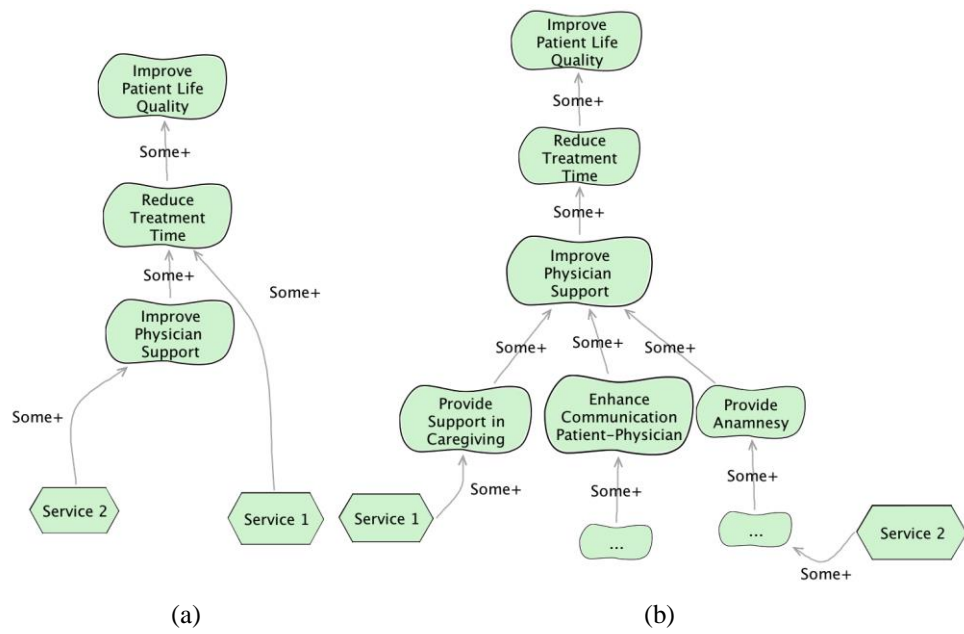 Improve
Patient Life
Quality
Some+
Reduce
Treatment
Time
Some+
Some+
Improve
Physician
Support
Some+
Service 2
Service 1
(a)
Improve
Patient Life
Quality
Some+
Reduce
Treatment
Time
Some+
Improve
Physician
Support
Some+
Some+
Some+
Provide
Support in
Caregiving
Enhance
Communication
Patient-Physician
Provide
Anamnesy
Some+
Some+
Some+
Service 1
...
...
Service 2
Some+
(b)